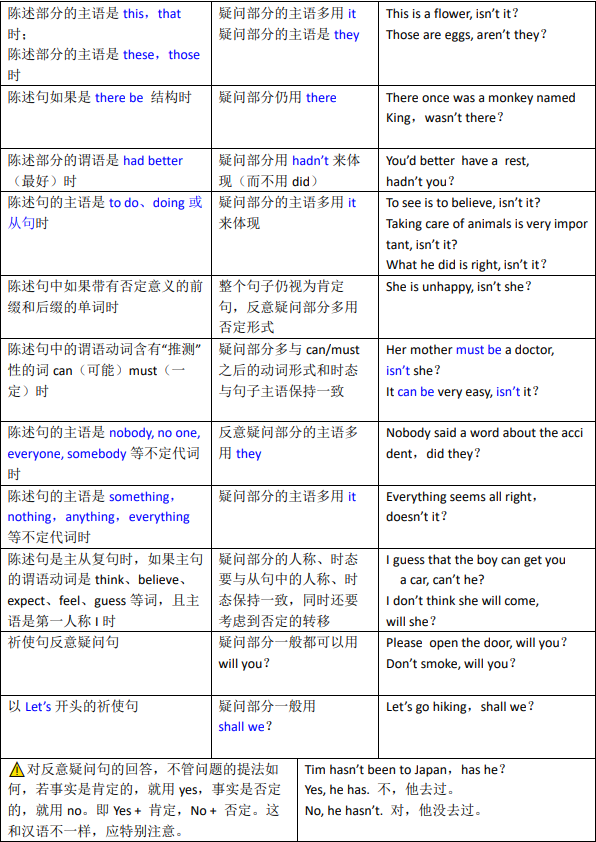 陈述部分的主语是 this，that
时；
陈述部分的主语是 these，those
时
疑问部分多用 it
疑问部分的主语是 they
This is a flower, isn’t it？
Those are eggs, aren’t they？
陈述句如果是 there be 结构时
疑问部分仍用 there
There once was a monkey named
King，wasn’t there？
陈述部分的谓语是 had better
（最好）时
疑问部分用 hadn’t 来体
现（而不用 did）
You’d better have a rest,
hadn’t you？
陈述句的主语是 to do、doing 或
从句时
疑问部分的主语多用 it
来体现
To see is to believe, isn’t it?
Taking care of animals is very impor
tant, isn’t it?
What he did is right, isn’t it？
陈述句中如果带有否定意义的前
缀和后缀的单词时
整个句子仍视为肯定
句，反意疑问部分多用
否定形式
She is unhappy, isn’t she？
陈述句中的谓语动词含有“推测”
性的词 can（可能）must（一
定）时
疑问部分多与 can/must
之后的动词形式和时态
与句子主语保持一致
Her mother must be a doctor,
isn’t she？
It can be very easy, isn’t it？
陈述句的主语是 nobody, no one,
everyone, somebody 等不定代词
时
反意疑问部分的主语多
用 they
Nobody said a word about the acci
dent，did they？
陈述句的主语是 something，
nothing，anything，everything
等不定代词时
疑问部分的主语多用 it
Everything seems all right，
doesn’t it？
陈述句是主从复句时，如果主句
的谓语动词是 think、believe、
expect、feel、guess 等词，且主
语是第一人称 I 时
疑问部分的人称、时态
要与从句中的人称、时
态保持一致，同时还要
考虑到否定的转移
I guess that the boy can get you
a car, can’t he?
I don’t think she will come,
will she？
祈使句反意疑问句
疑问部分一般都可以用
will you？
Please open the door, will you？
Don’t smoke, will you？
以 Let’s 开头的祈使句
疑问部分一般用
shall we？
Let’s go hiking，shall we？
对反意疑问句的回答，不管问题的提法如
何，若事实是肯定的，就用 yes，事实是否定
的，就用 no。即 Yes + 肯定，No + 否定。这
和汉语不一样，应特别注意。
Tim hasn’t been to Japan，has he？
Yes, he has. 不，他去过。
No, he hasn’t. 对，他没去过。